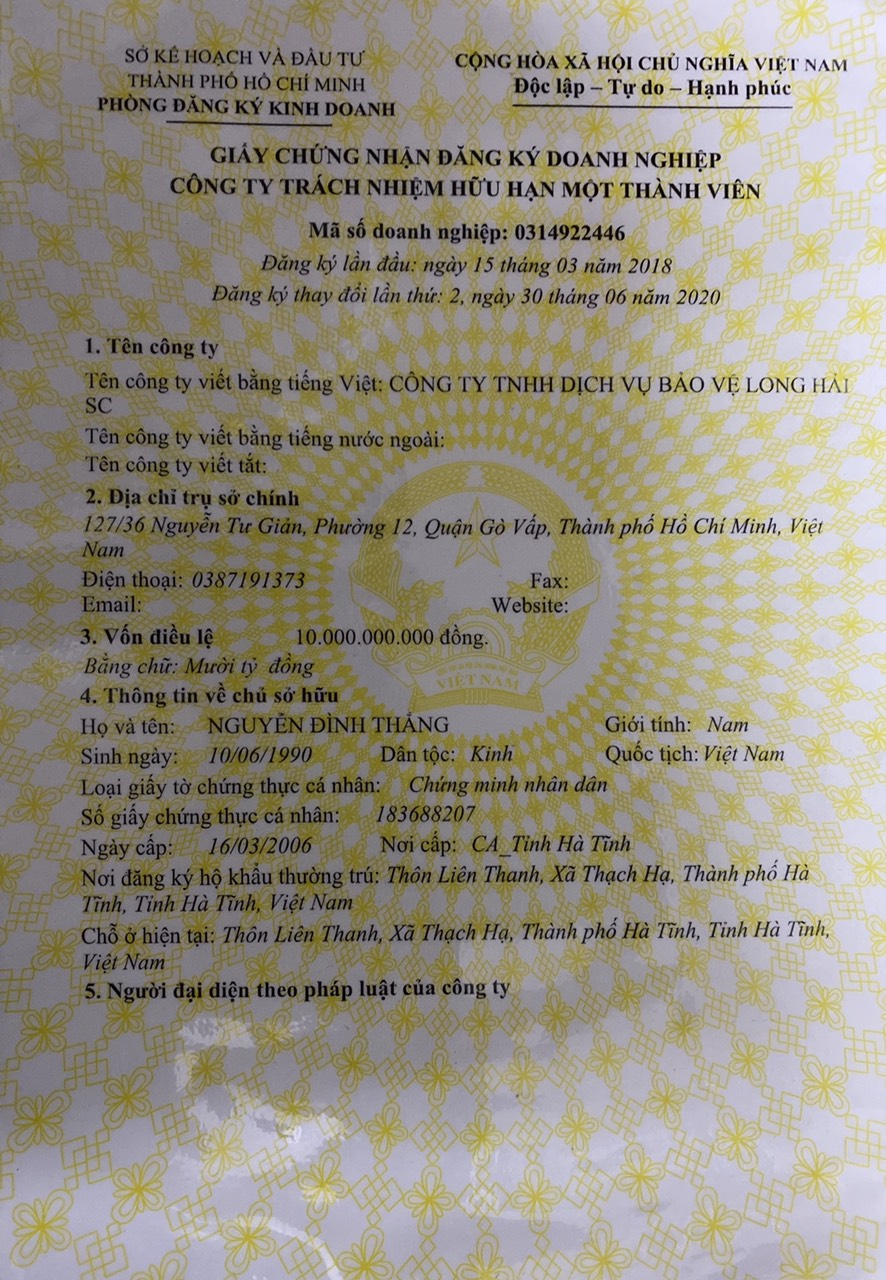 SỞ KẾ HOẠCH VÀ ĐẦU TƯ
THÀNH PHỐ HỒ CHÍ MINH
PHÒNG ĐĂNG KÝ KINH DOANH
CỘNG HÒA XÃ HỘI CHỦ NGHĨA VIỆT NAM
Độc lập – Tự do – Hạnh phúc
GIẤY CHỨNG NHẬN ĐĂNG KÝ DOANH NGHIỆP
CÔNG TY TRÁCH NHIỆM HỮU HẠN MỘT THÀNH VIÊN
Mã số doanh nghiệp: 0314922446
Đăng ký lần đầu: ngày 15 tháng 03 năm 2018
Đăng ký thay đổi lần thứ: 2, ngày 30 tháng 06 năm 2020
1. Tên công ty
Tên công ty viết bằng tiếng Việt: CÔNG TY TNHH DỊCH VỤ BẢO VỆ LONG HẢI
SC
Tên công ty viết bằng tiếng nước ngoài:
Tên công ty viết tắt:
2. Địa chỉ trụ sở chính
127/36 Nguyễn Tư Giản, Phường 12, Quận Gò Vấp, Thành phố Hồ Chí Minh, Việt
Nam
Điện thoại: 0387191373 Fax:
Email: Website:
3. Vốn điều lệ 10.000.000.000 đồng.
Bằng chữ: Mười tỷ đồng
4. Thông tin về chủ sở hữu
Họ và tên: NGUYỄN ĐÌNH THẮNG Giới tính: Nam
Sinh ngày: 10/06/1990 Dân tộc: Kinh Quốc tịch: Việt Nam
Loại giấy tờ chứng thực cá nhân: Chứng minh nhân dân
Số giấy chứng thực cá nhân: 183688207
Ngày cấp: 16/03/2006 Nơi cấp: CA_Tỉnh Hà Tĩnh
Nơi đăng ký hộ khẩu thường trú: Thôn Liên Thanh, Xã Thạch Hạ, Thành phố Hà
Tĩnh, Tỉnh Hà Tĩnh, Việt Nam
Chỗ ở hiện tại: Thôn Liên Thanh, Xã Thạch Hạ, Thành phố Hà Tĩnh, Tỉnh Hà Tĩnh,
Việt Nam
5. Người đại diện theo pháp luật của công ty
VIỆT NAM